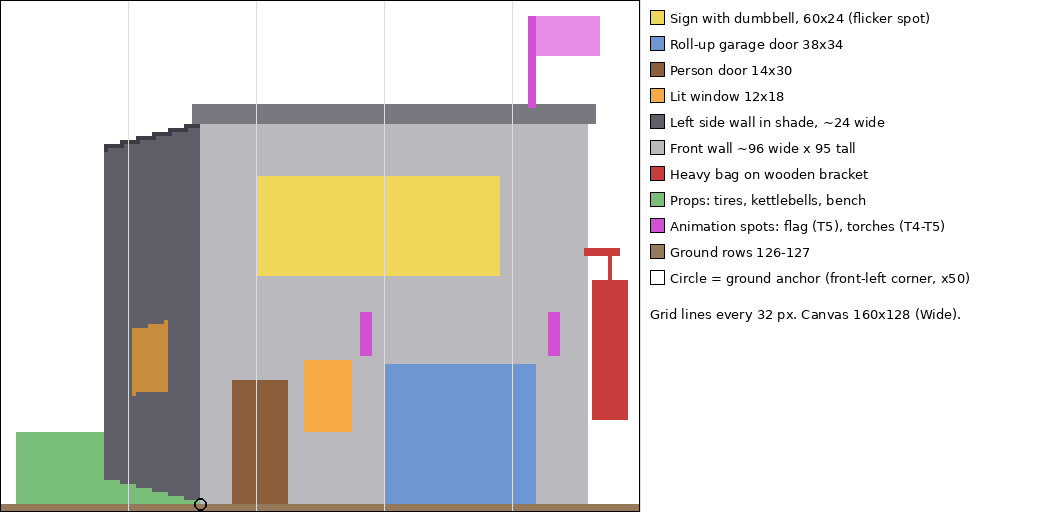 Sign with dumbbell, 60x24 (flicker spot)
Roll-up garage door 38x34
Person door 14x30
Lit window 12x18
Left side wall in shade, ~24 wide
Front wall ~96 wide x 95 tall
Heavy bag on wooden bracket
Props: tires, kettlebells, bench
Animation spots: flag (T5), torches (T4-T5)
Ground rows 126-127
Circle = ground anchor (front-left corner, x50)
Grid lines every 32 px. Canvas 160x128 (Wide).